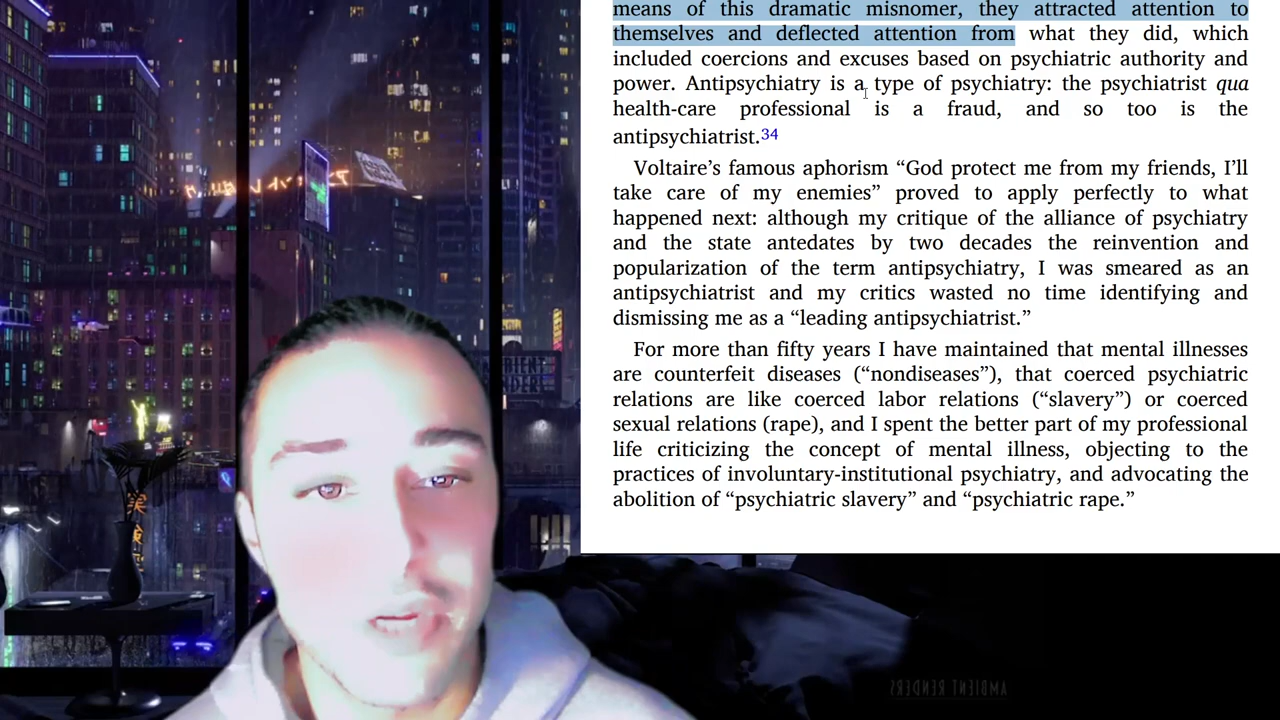 means of this dramatic misnomer, they attracted attention to
themselves and deflected attention from what they did, which
included coercions and excuses based on psychiatric authority and
power. Antipsychiatry is a type of psychiatry: the psychiatrist qua
health-care professional is a fraud, and so too is the
antipsychiatrist.34
Voltaire’s famous aphorism “God protect me from my friends, I’ll
take care of my enemies” proved to apply perfectly to what
happened next: although my critique of the alliance of psychiatry
and the state antedates by two decades the reinvention and
popularization of the term antipsychiatry, I was smeared as an
antipsychiatrist and my critics wasted no time identifying and
dismissing me as a “leading antipsychiatrist.”
For more than fifty years I have maintained that mental illnesses
are counterfeit diseases (“nondiseases”), that coerced psychiatric
relations are like coerced labor relations (“slavery”) or coerced
sexual relations (rape), and I spent the better part of my professional
life criticizing the concept of mental illness, objecting to the
practices of involuntary-institutional psychiatry, and advocating the
abolition of “psychiatric slavery” and “psychiatric rape.”
AMBIENT RENDERS